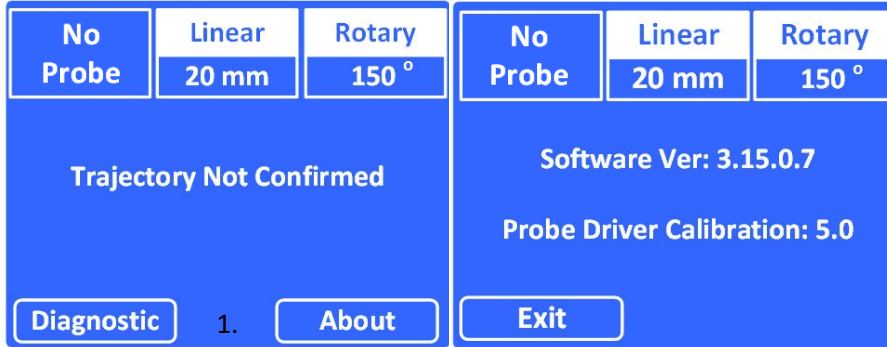 No Probe
Linear
20 mm
Rotary
150 °
Trajectory Not Confirmed
Diagnostic
1.
About
No Probe
Linear
20 mm
Rotary
150 °
Software Ver: 3.15.0.7
Probe Driver Calibration: 5.0
Exit